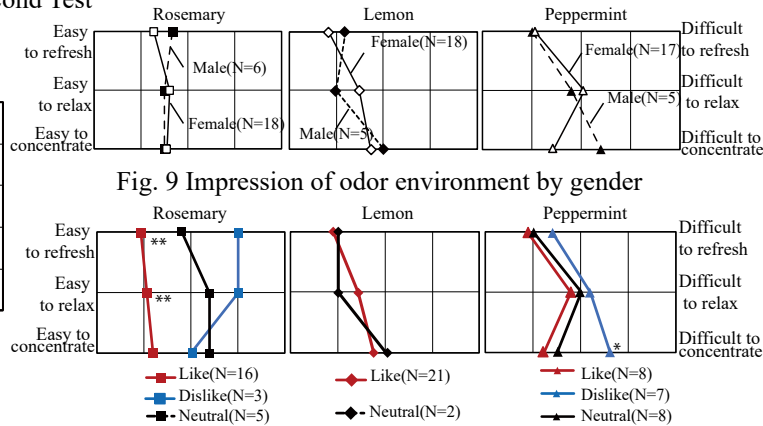 ond Test
Rosemary
Lemon
Peppermint
Easy
to refresh
Easy
to relax
Easy to
concentrate
Male(N=6)
Female(N=18)
Female(N=18)
Male(N=5)
Female(N=17)
Male(N=5)
Difficult
to refresh
Difficult
to relax
Difficult to
concentrate
Fig. 9 Impression of odor environment by gender
Rosemary
Lemon
Peppermint
Easy
to refresh
Easy
to relax
Easy to
concentrate
**
**
*
Difficult
to refresh
Difficult
to relax
Difficult to
concentrate
Like(N=16)
Dislike(N=3)
Neutral(N=5)
Like(N=21)
Neutral(N=2)
Like(N=8)
Dislike(N=7)
Neutral(N=8)